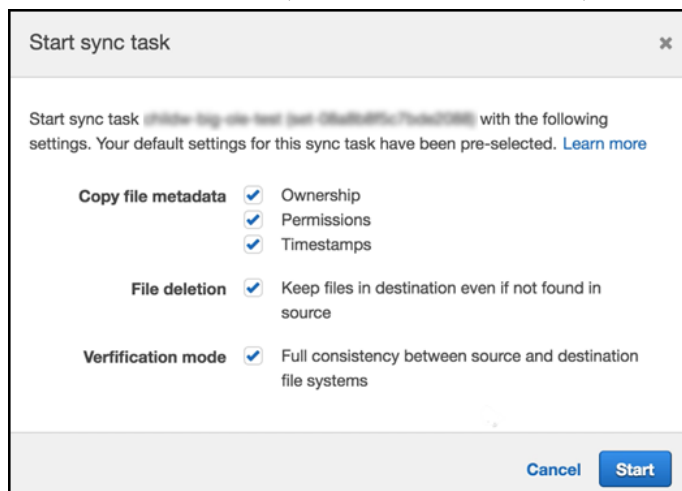 Start sync task
Start sync task with the following
settings. Your default settings for this sync task have been pre-selected. Learn more
Copy file metadata Ownership
Permissions
Timestamps
File deletion Keep files in destination even if not found in
source
Verfification mode Full consistency between source and destination
file systems
Cancel Start